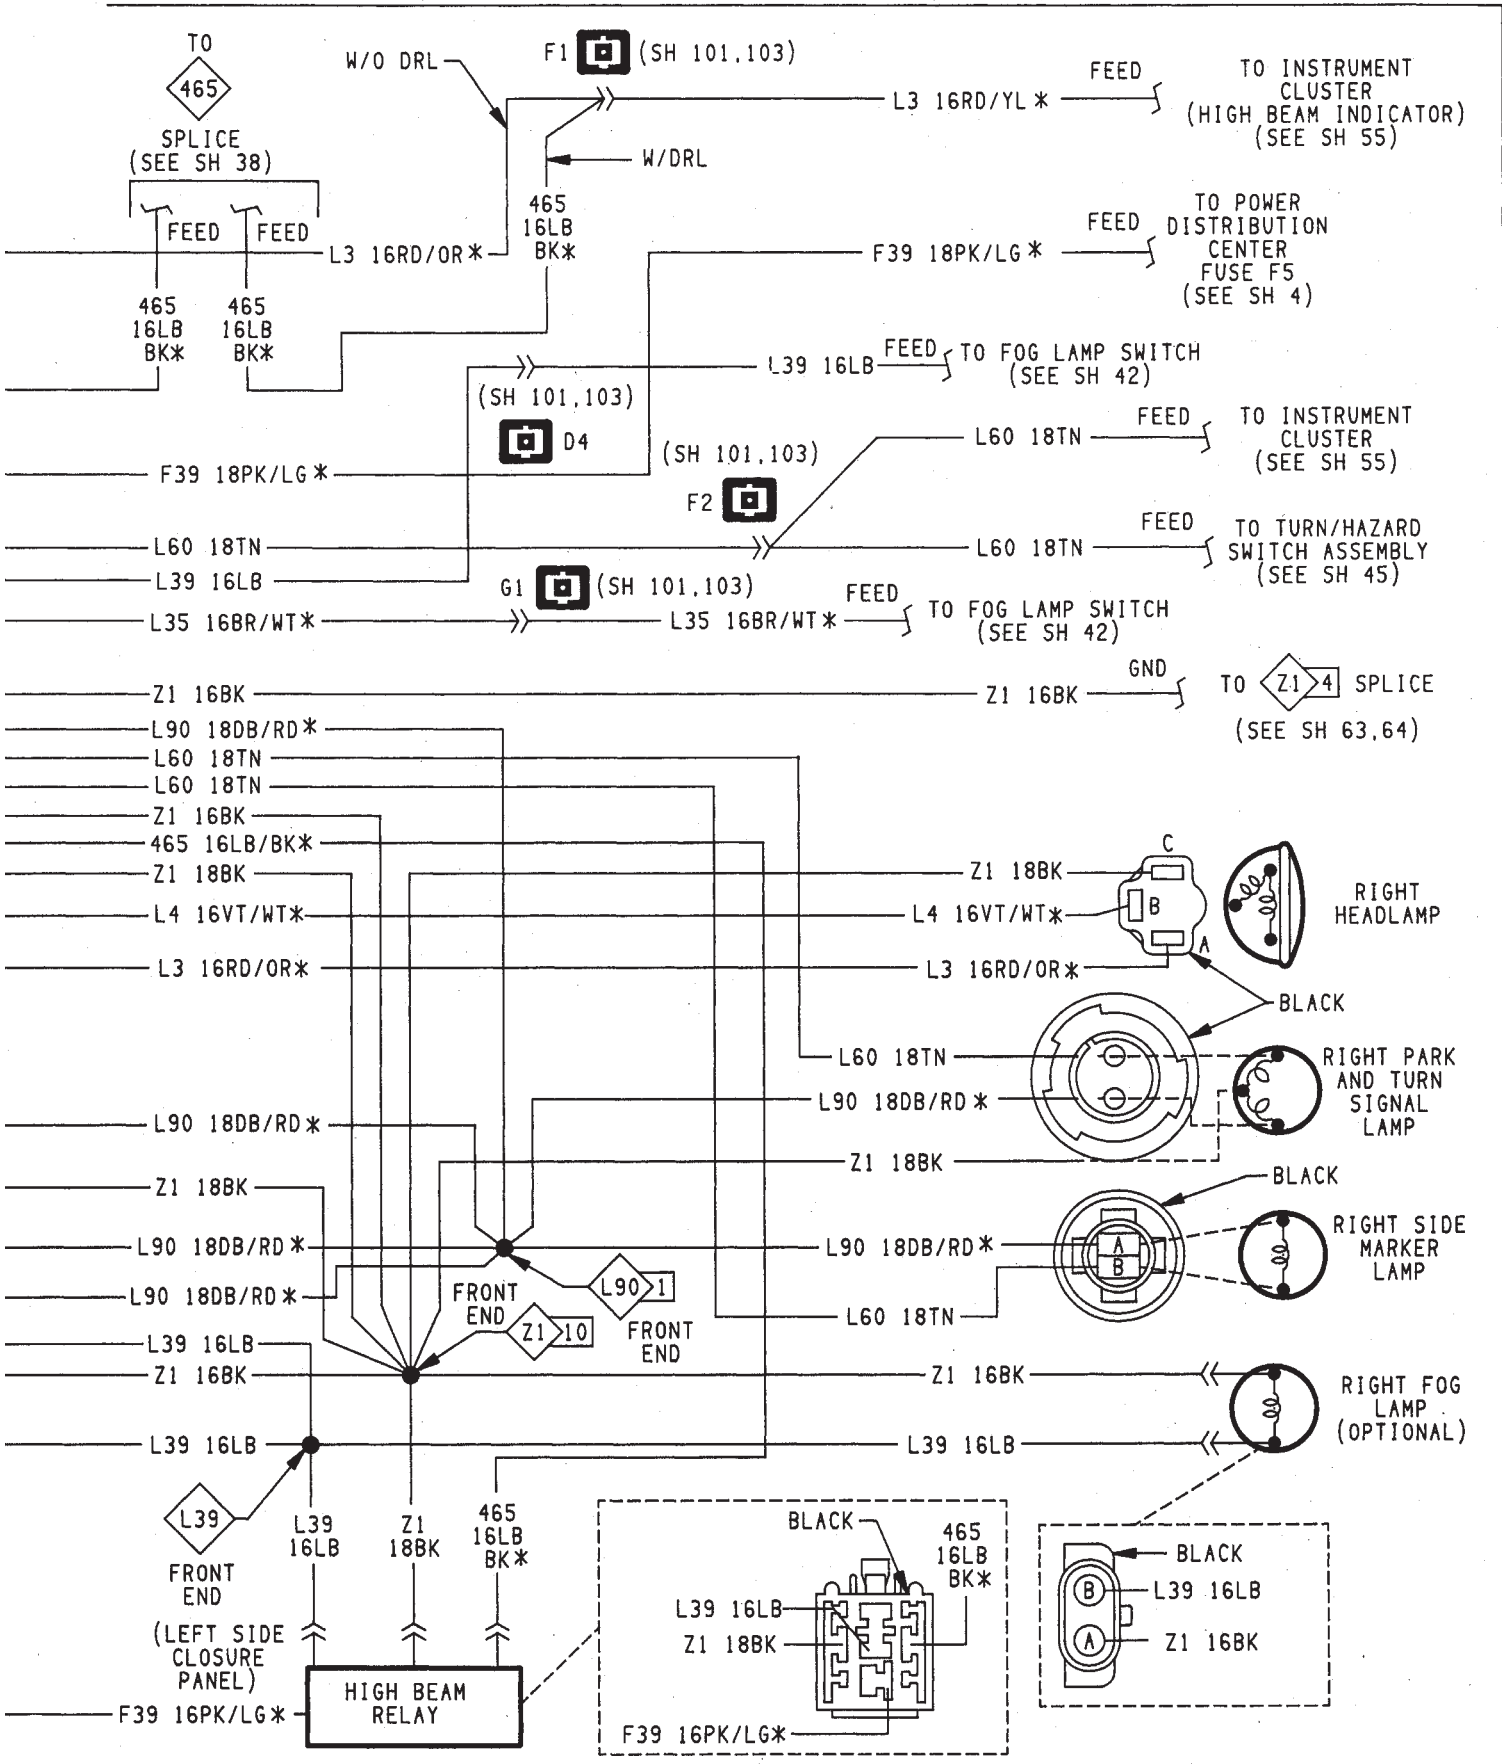 TO
465
SPLICE
(SEE SH 38)
FEED
FEED
W/O DRL
F1
(SH 101,103)
L3 16RD/YL*
FEED
TO INSTRUMENT
CLUSTER
(HIGH BEAM INDICATOR)
(SEE SH 55)
W/DRL
465
16LB
BK*
L3 16RD/OR*
465
16LB
BK*
465
16LB
BK*
F39 18PK/LG*
FEED
TO POWER
DISTRIBUTION
CENTER
FUSE F5
(SEE SH 4)
L39 16LB
FEED
TO FOG LAMP SWITCH
(SEE SH 42)
(SH 101,103)
D4
(SH 101,103)
F2
L60 18TN
FEED
TO INSTRUMENT
CLUSTER
(SEE SH 55)
F39 18PK/LG*
L60 18TN
L60 18TN
FEED
TO TURN/HAZARD
SWITCH ASSEMBLY
(SEE SH 45)
L39 16LB
G1
(SH 101,103)
L35 16BR/WT*
L35 16BR/WT*
FEED
TO FOG LAMP SWITCH
(SEE SH 42)
Z1 16BK
Z1 16BK
GND
TO Z1 4 SPLICE
(SEE SH 63,64)
L90 18DB/RD*
L60 18TN
L60 18TN
Z1 16BK
465 16LB/BK*
Z1 18BK
Z1 18BK
C
B
A
RIGHT
HEADLAMP
L4 16VT/WT*
L4 16VT/WT*
L3 16RD/OR*
L3 16RD/OR*
BLACK
L60 18TN
L90 18DB/RD*
RIGHT PARK
AND TURN
SIGNAL
LAMP
L90 18DB/RD*
Z1 18BK
Z1 18BK
BLACK
L90 18DB/RD*
L90 18DB/RD*
A
B
RIGHT SIDE
MARKER
LAMP
L90 18DB/RD*
L60 18TN
L90 1
FRONT
END
FRONT
END
Z1 10
L39 16LB
Z1 16BK
Z1 16BK
RIGHT FOG
LAMP
(OPTIONAL)
L39 16LB
L39 16LB
L39
FRONT
END
L39
16LB
Z1
18BK
465
16LB
BK*
(LEFT SIDE
CLOSURE
PANEL)
HIGH BEAM
RELAY
F39 16PK/LG*
BLACK
465
16LB
BK*
L39 16LB
Z1 18BK
F39 16PK/LG*
BLACK
B
L39 16LB
A
Z1 16BK